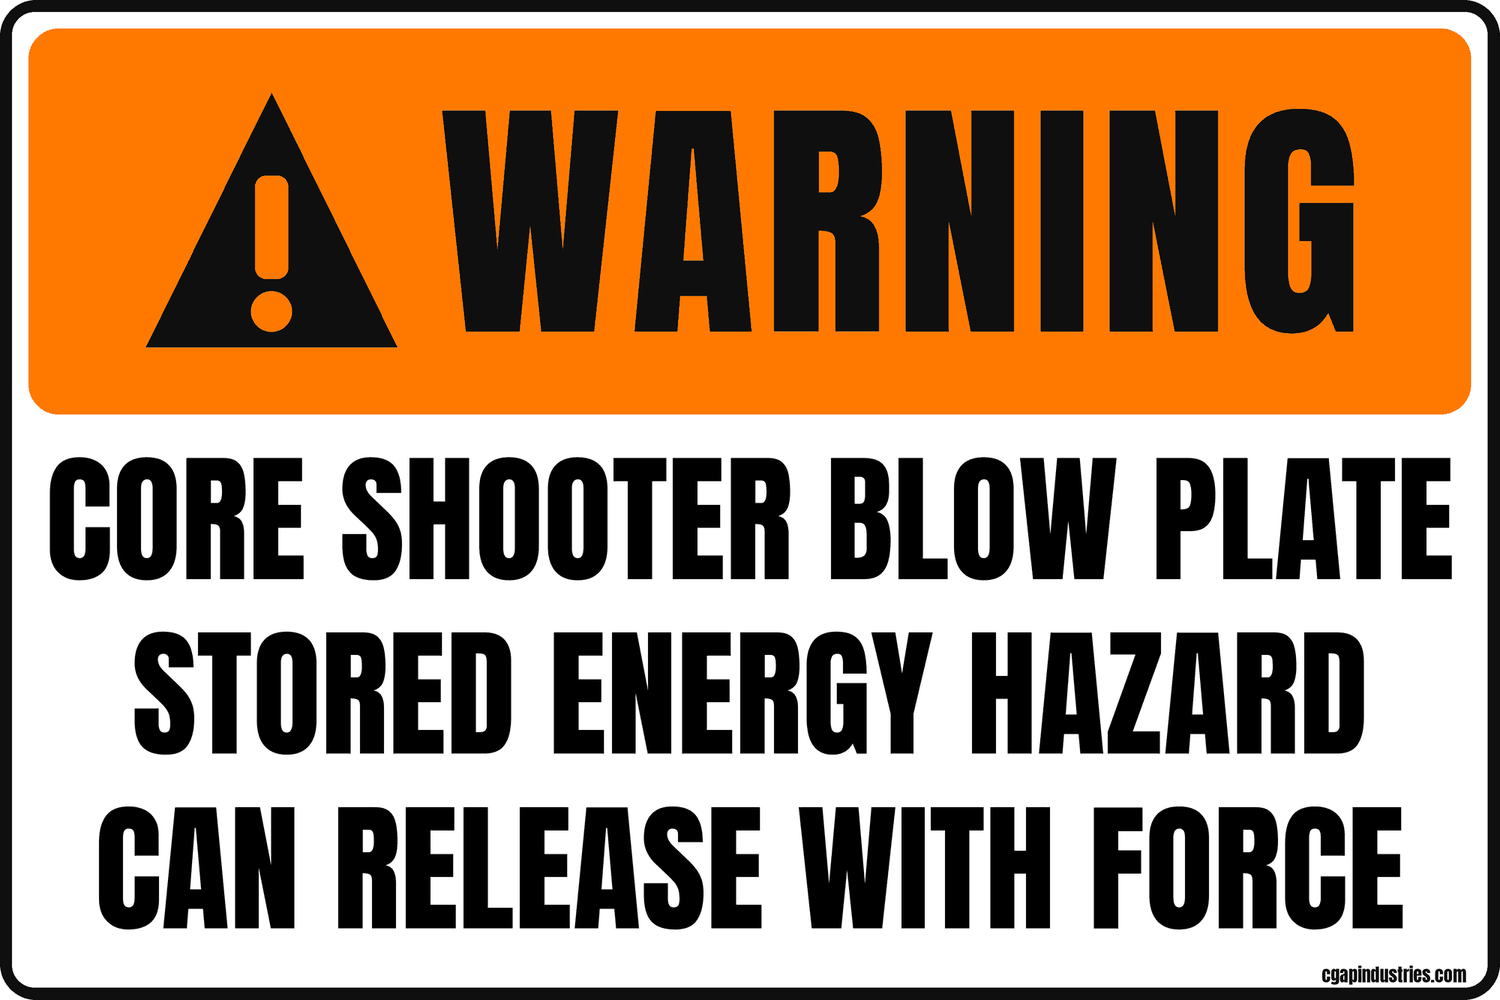 WARNING
CORE SHOOTER BLOW PLATE
STORED ENERGY HAZARD
CAN RELEASE WITH FORCE
cgapindustries.com